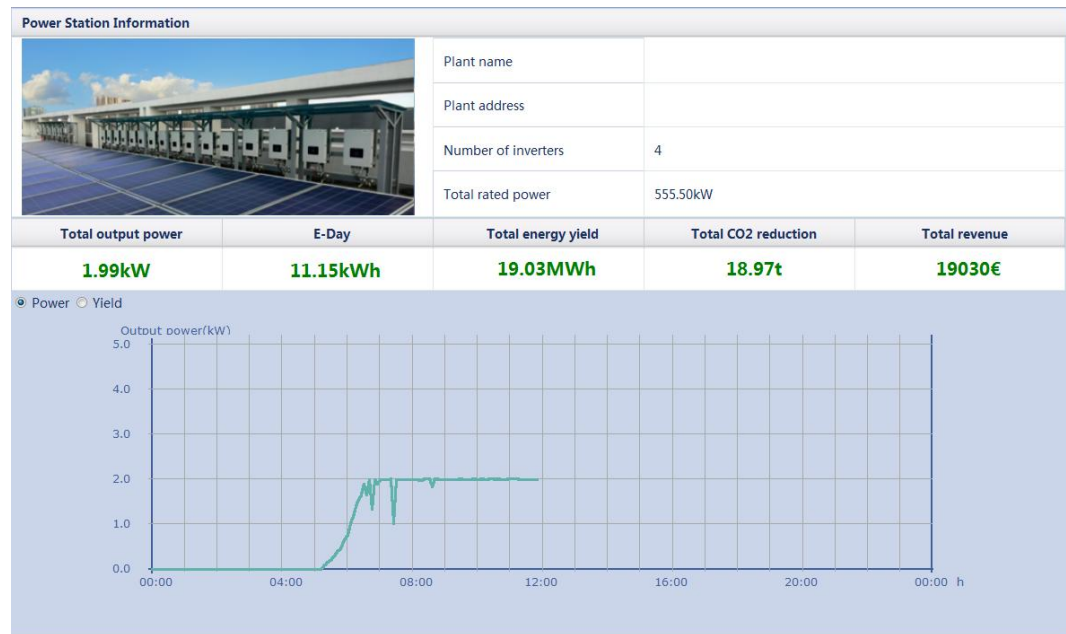 Power Station Information
Plant name
Plant address
Number of inverters 4
Total rated power 555.50kW
Total output power E-Day Total energy yield Total CO2 reduction Total revenue
1.99kW 11.15kWh 19.03MWh 18.97t 19030€
Power Yield
Output power(kW)
5.0
4.0
3.0
2.0
1.0
0.0
00:00 04:00 08:00 12:00 16:00 20:00 00:00 h